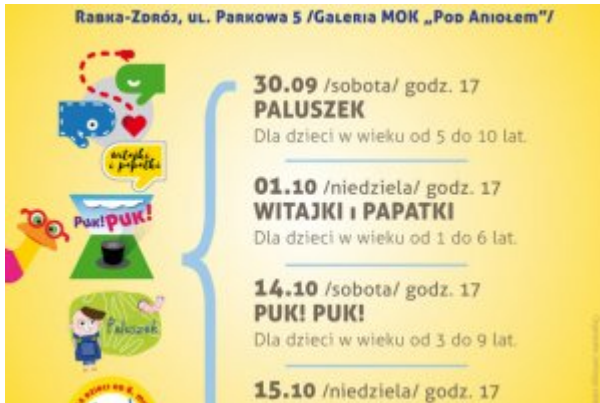 Rabka-Zdrój, ul. Parkowa 5 /Galeria MOK „Pod Aniołem”/
30.09 /sobota/ godz. 17
PALUSZEK
Dla dzieci w wieku od 5 do 10 lat.
witajki
i papatki
01.10 /niedziela/ godz. 17
WITAJKI i PAPATKI
Dla dzieci w wieku od 1 do 6 lat.
Puk! PUK!
14.10 /sobota/ godz. 17
PUK! PUK!
Dla dzieci w wieku od 3 do 9 lat.
Paluszek
15.10 /niedziela/ godz. 17